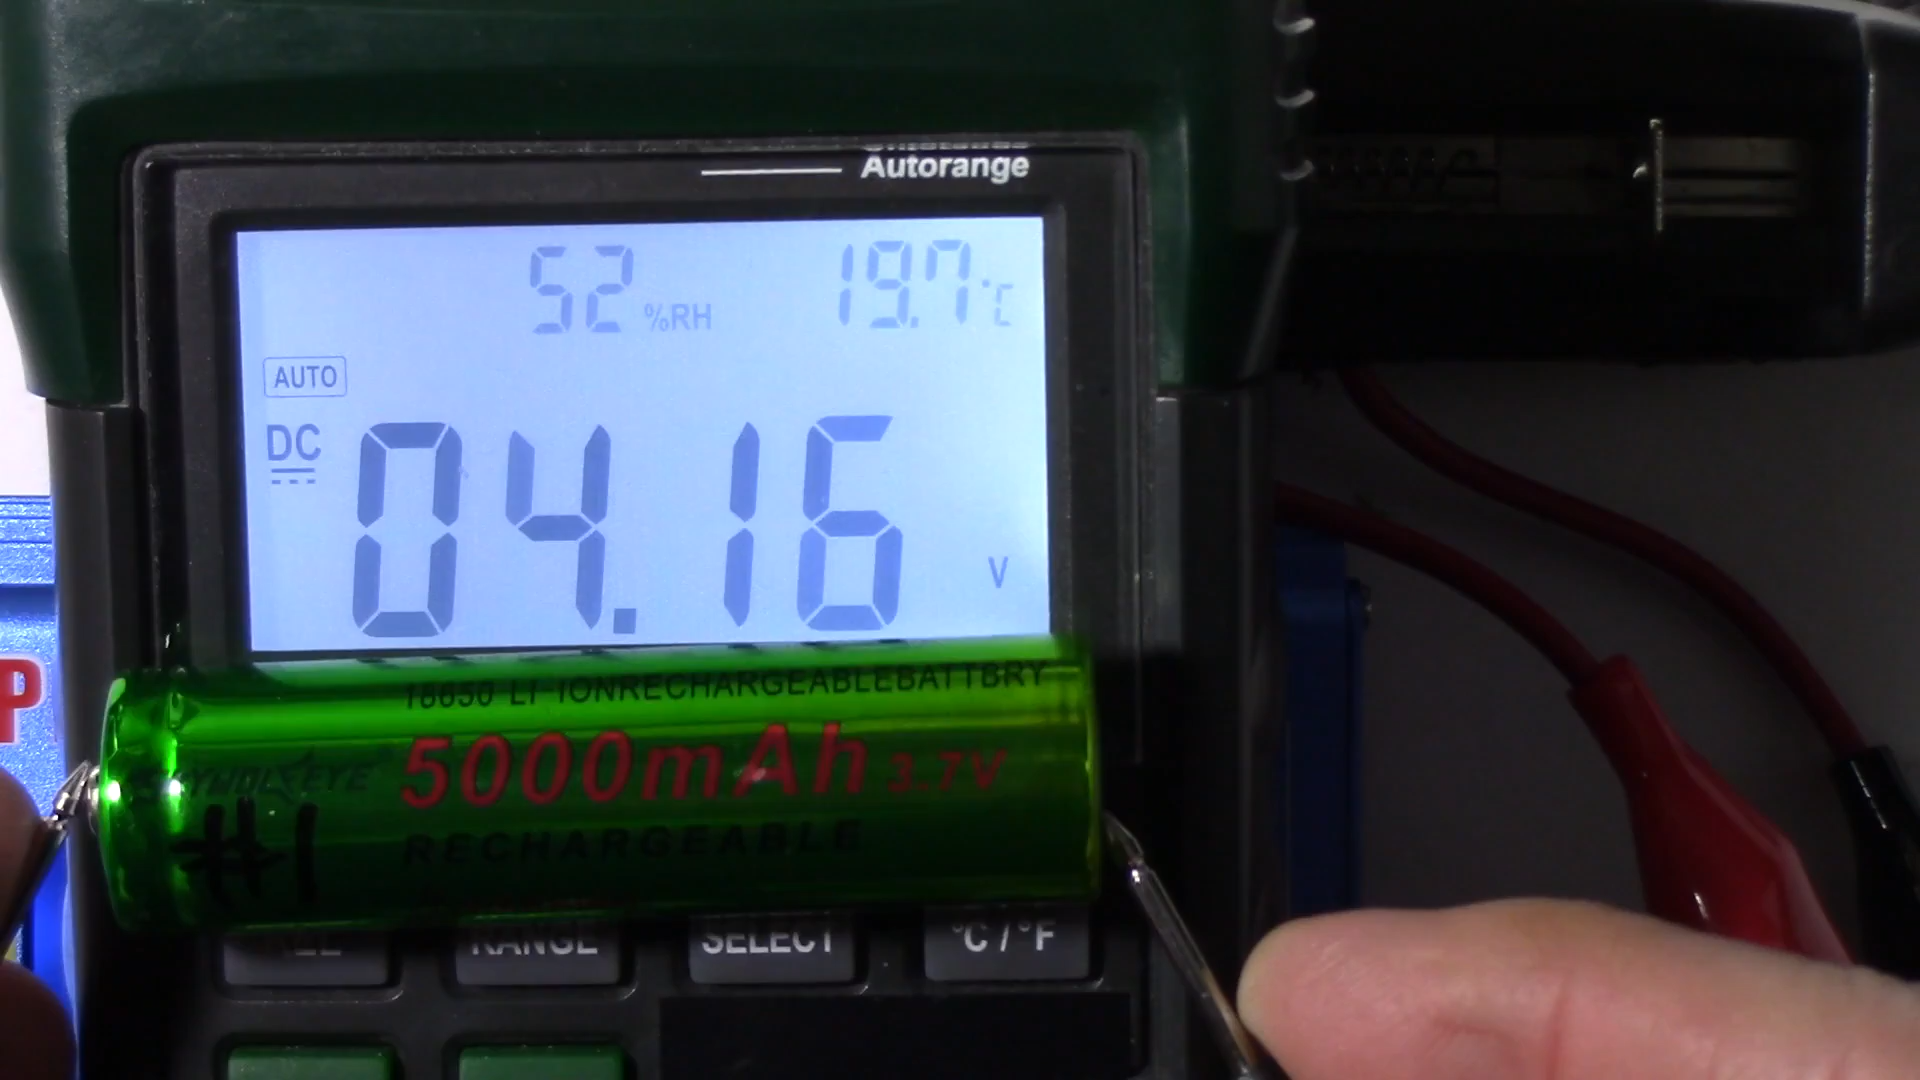 Autorange
52 %RH 19.7 °C
AUTO
DC 04.16 V
P
18650 LI-IONRECHARGEABLEBATTBRY
5000mAh 3.7V
SKYWOLFEYE
#1
RECHARGEABLE
RANGE SELECT °C / °F